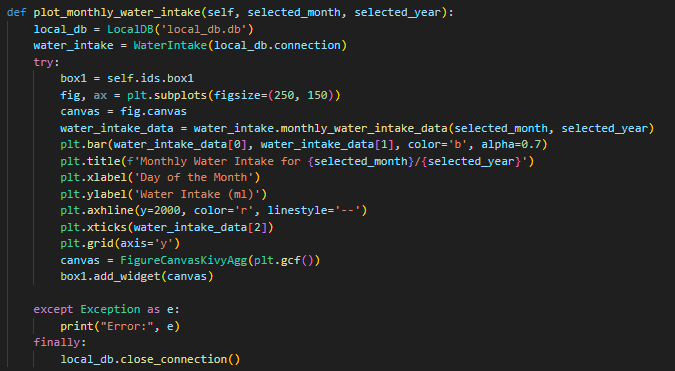 def plot_monthly_water_intake(self, selected_month, selected_year):
    local_db = LocalDB('local_db.db')
    water_intake = WaterIntake(local_db.connection)
    try:
        box1 = self.ids.box1
        fig, ax = plt.subplots(figsize=(250, 150))
        canvas = fig.canvas
        water_intake_data = water_intake.monthly_water_intake_data(selected_month, selected_year)
        plt.bar(water_intake_data[0], water_intake_data[1], color='b', alpha=0.7)
        plt.title(f'Monthly Water Intake for {selected_month}/{selected_year}')
        plt.xlabel('Day of the Month')
        plt.ylabel('Water Intake (ml)')
        plt.axhline(y=2000, color='r', linestyle='--')
        plt.xticks(water_intake_data[2])
        plt.grid(axis='y')
        canvas = FigureCanvasKivyAgg(plt.gcf())
        box1.add_widget(canvas)

    except Exception as e:
        print("Error:", e)
    finally:
        local_db.close_connection()